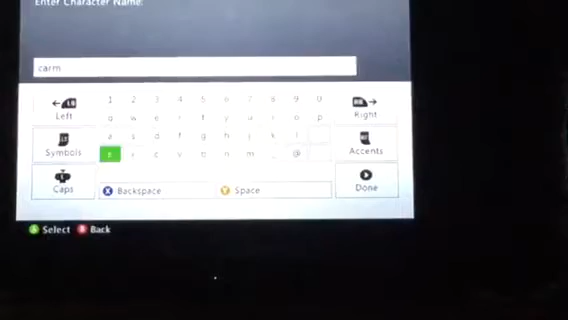 Enter Character Name:
carm
Left
1 2 3 4 5 6 7 8 9 0
Right
q w e r t y u i o p
Symbols
a s d f g h j k l
Accents
z x c v b n m _ @
Caps
X Backspace
Y Space
Done
A Select B Back